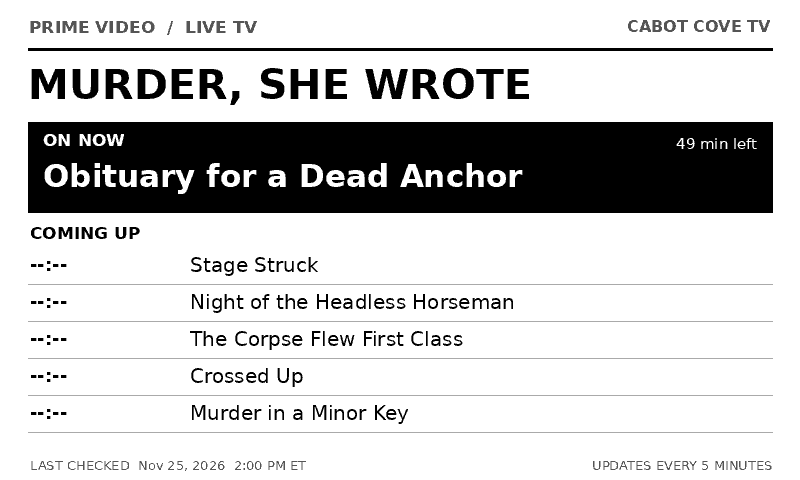 PRIME VIDEO / LIVE TV
CABOT COVE TV
MURDER, SHE WROTE
ON NOW
49 min left
Obituary for a Dead Anchor
COMING UP
--:-- Stage Struck
--:-- Night of the Headless Horseman
--:-- The Corpse Flew First Class
--:-- Crossed Up
--:-- Murder in a Minor Key
LAST CHECKED Nov 25, 2026 2:00 PM ET
UPDATES EVERY 5 MINUTES